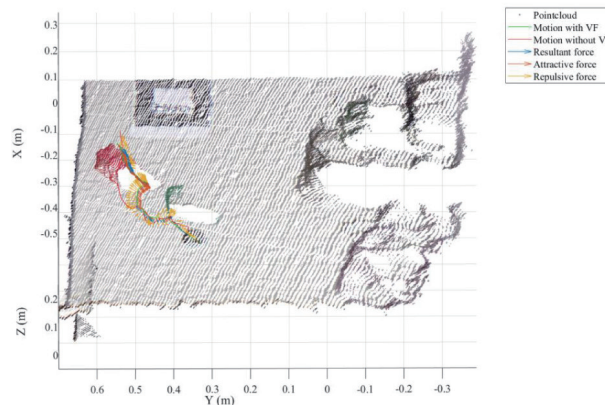 Pointcloud
Motion with VF
Motion without V
Resultant force
Attractive force
Repulsive force
0.3
0.2
0.1
0
-0.1
-0.2
-0.3
-0.4
-0.5
X (m)
0.2
0.1
0
Z (m)
0.6 0.5 0.4 0.3 0.2 0.1 0 -0.1 -0.2 -0.3
Y (m)